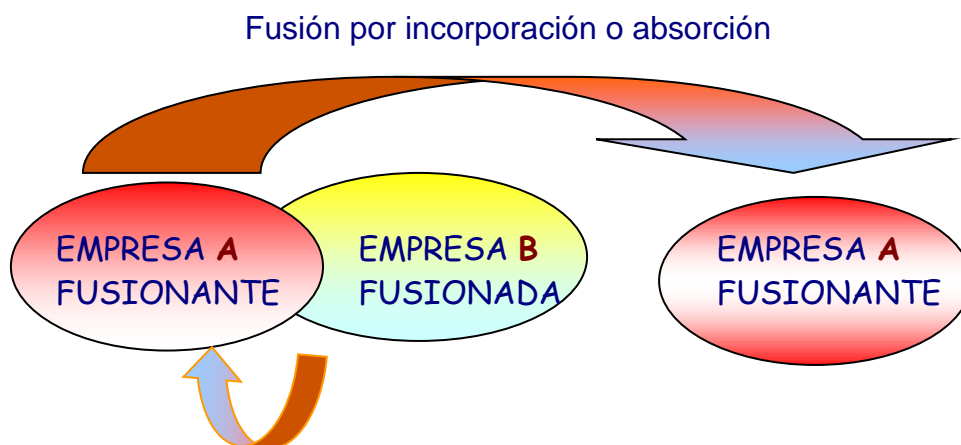 Fusión por incorporación o absorción
EMPRESA A
FUSIONANTE
EMPRESA B
FUSIONADA
EMPRESA A
FUSIONANTE